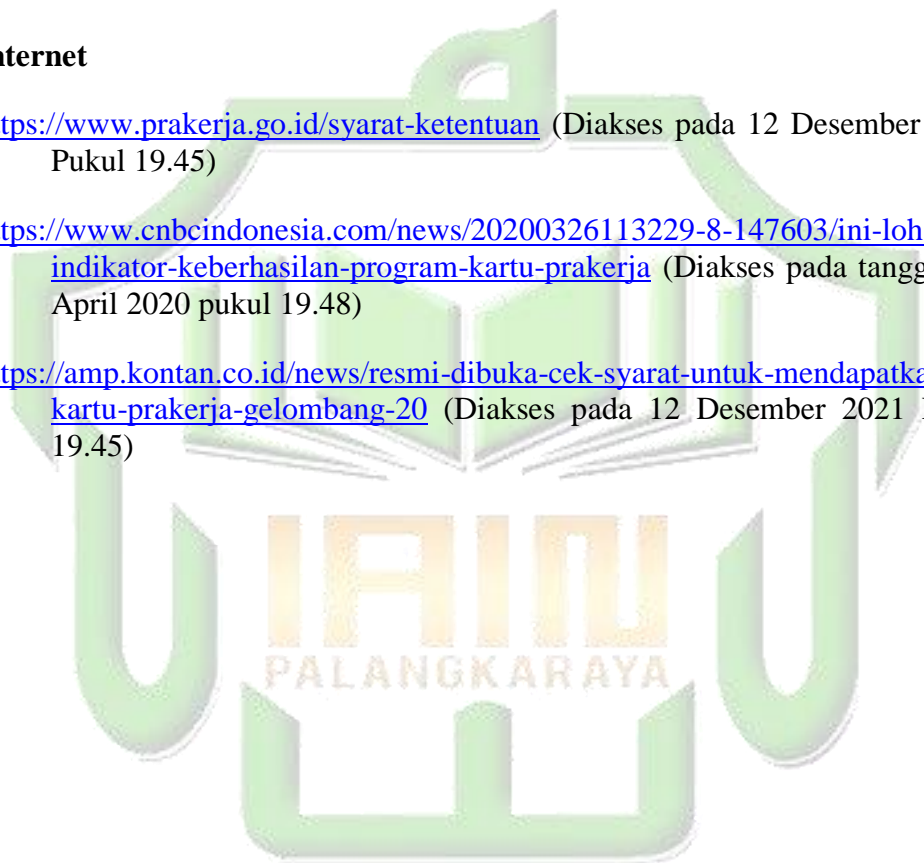 nternet
tps://www.prakerja.go.id/syarat-ketentuan (Diakses pada 12 Desember
Pukul 19.45)
tps://www.cnbcindonesia.com/news/20200326113229-8-147603/ini-loh
indikator-keberhasilan-program-kartu-prakerja (Diakses pada tangg
April 2020 pukul 19.48)
tps://amp.kontan.co.id/news/resmi-dibuka-cek-syarat-untuk-mendapatka
kartu-prakerja-gelombang-20 (Diakses pada 12 Desember 2021
19.45)
IAIN
PALANGKARAYA